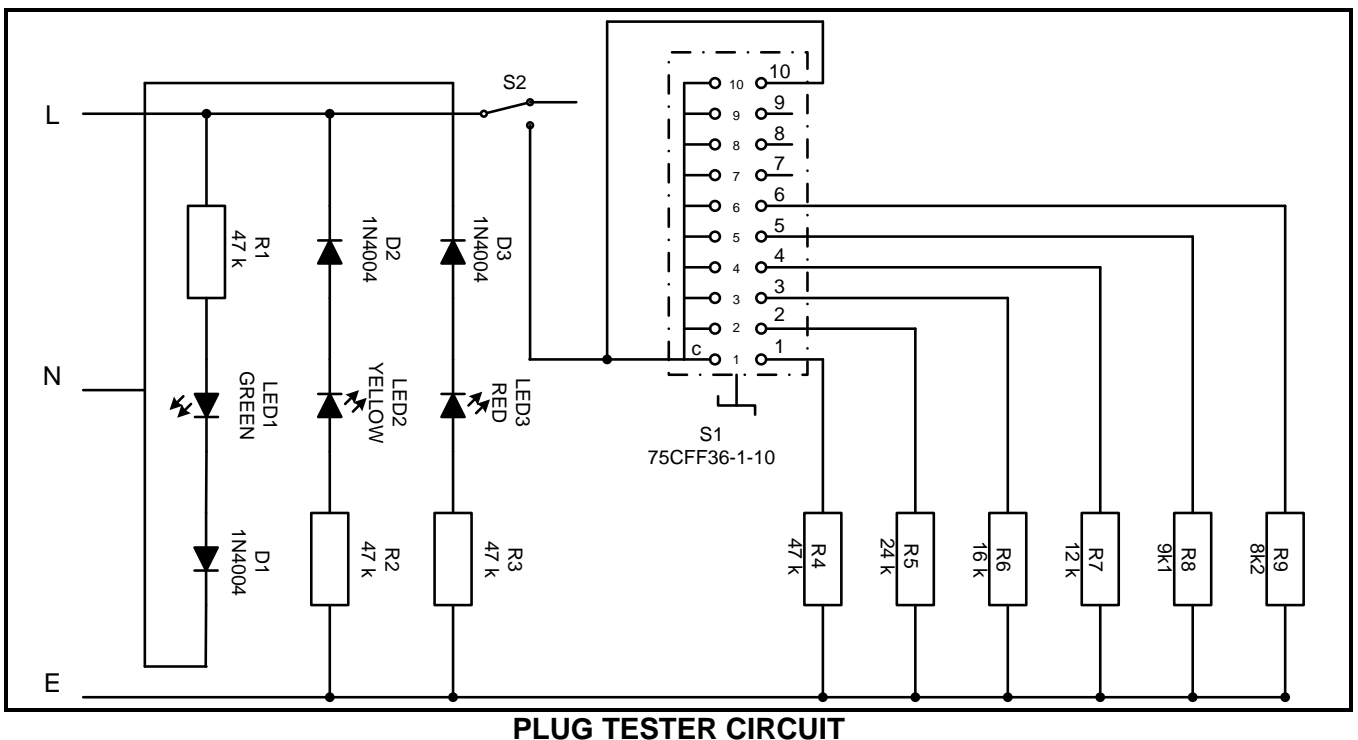 L
N
E
S2
R1
47 k
LED1
GREEN
D1
1N4004
D2
1N4004
LED2
YELLOW
R2
47 k
D3
1N4004
LED3
RED
R3
47 k
10 10
9 9
8 8
7 7
6 6
5 5
4 4
3 3
2 2
c 1 1
S1
75CFF36-1-10
R4
47 k
R5
24 k
R6
16 k
R7
12 k
R8
9k1
R9
8k2
PLUG TESTER CIRCUIT